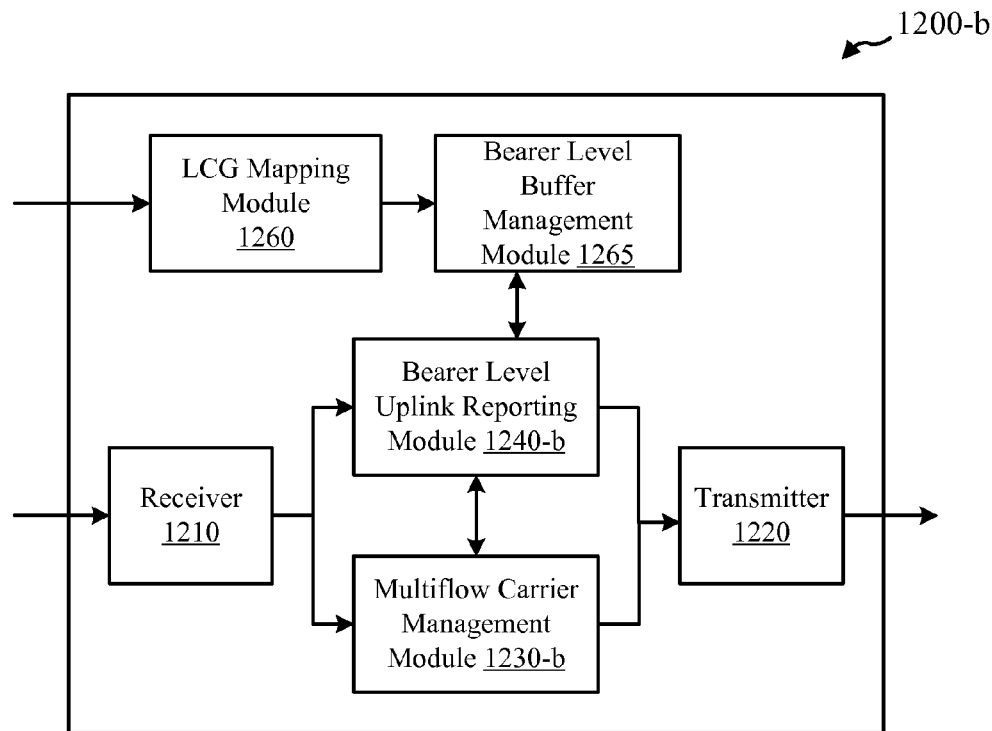 1200-b
LCG Mapping
Module
1260
Bearer Level
Buffer
Management
Module 1265
Bearer Level
Uplink Reporting
Module 1240-b
Receiver
1210
Transmitter
1220
Multiflow Carrier
Management
Module 1230-b